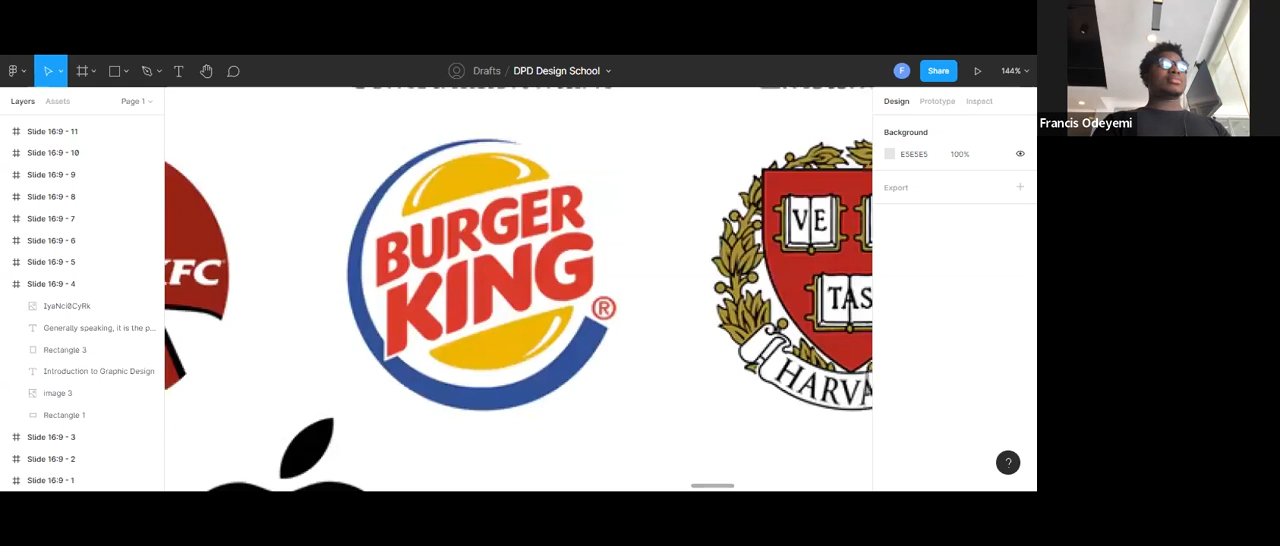 Drafts / DPD Design School
F
Share
144%
Layers
Assets
Page 1
Design
Prototype
Inspect
Francis Odeyemi
Slide 16:9 - 11
Slide 16:9 - 10
Slide 16:9 - 9
Slide 16:9 - 8
Slide 16:9 - 7
Slide 16:9 - 6
Slide 16:9 - 5
Slide 16:9 - 4
Generally speaking, it is the p...
Rectangle 3
Introduction to Graphic Design
image 3
Rectangle 1
Slide 16:9 - 3
Slide 16:9 - 2
Slide 16:9 - 1
KFC
BURGER
KING
®
VE
TAS
HARVA
Background
E5E5E5
100%
Export
+
?